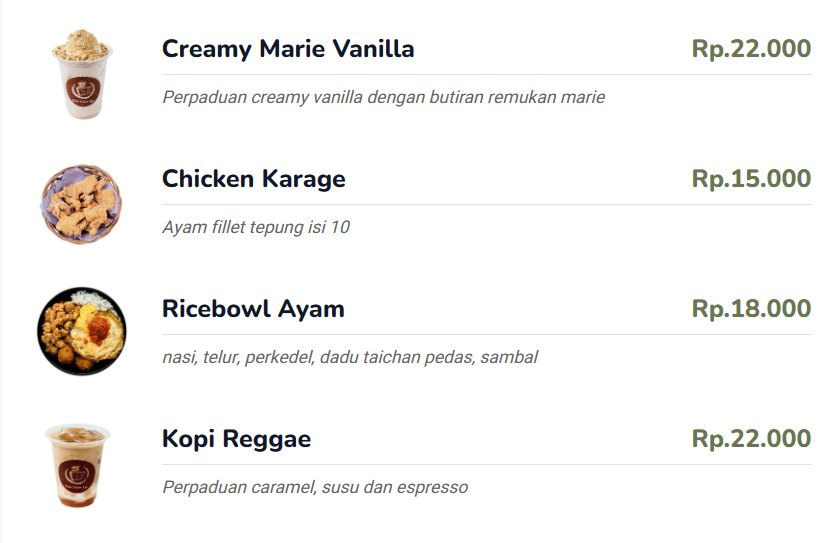 Creamy Marie Vanilla Rp.22.000
Perpaduan creamy vanilla dengan butiran remukan marie
Chicken Karage Rp.15.000
Ayam fillet tepung isi 10
Ricebowl Ayam Rp.18.000
nasi, telur, perkedel, dadu taichan pedas, sambal
Kopi Reggae Rp.22.000
Perpaduan caramel, susu dan espresso